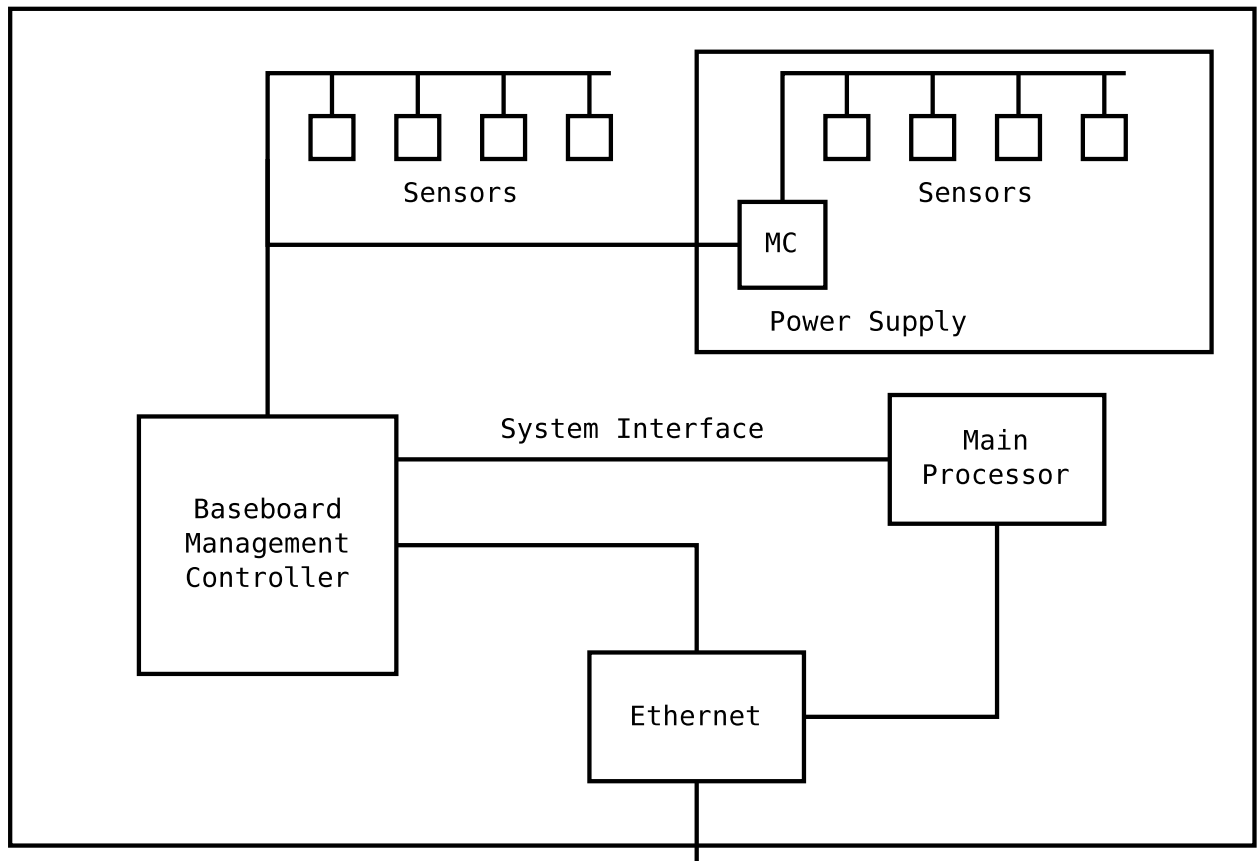 Sensors
Sensors
MC
Power Supply
System Interface
Main
Processor
Baseboard
Management
Controller
Ethernet